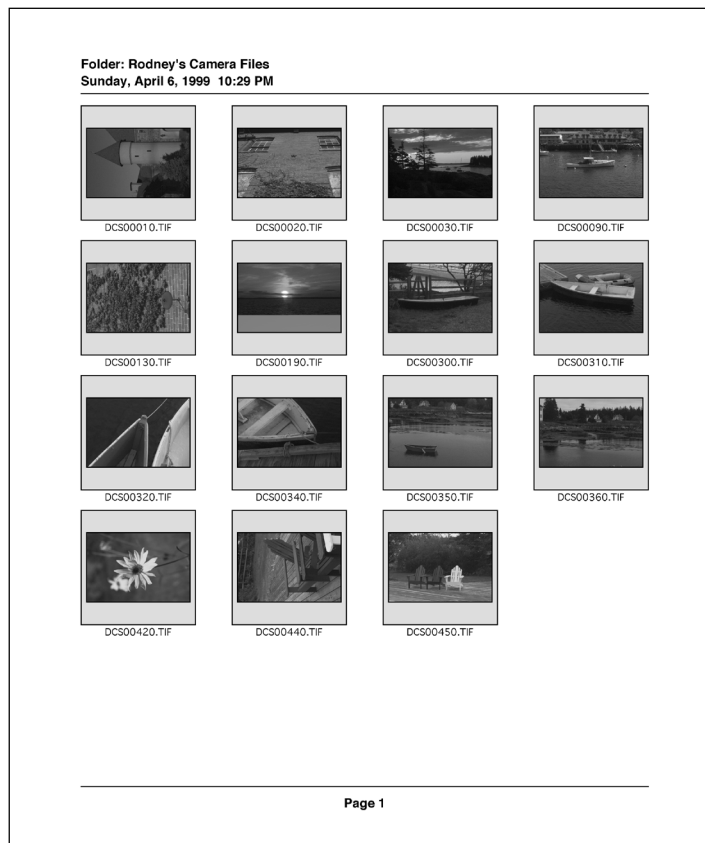 Folder: Rodney's Camera Files
Sunday, April 6, 1999 10:29 PM
DCS00010.TIF
DCS00020.TIF
DCS00030.TIF
DCS00090.TIF
DCS00130.TIF
DCS00190.TIF
DCS00300.TIF
DCS00310.TIF
DCS00320.TIF
DCS00340.TIF
DCS00350.TIF
DCS00360.TIF
DCS00420.TIF
DCS00440.TIF
DCS00450.TIF
Page 1